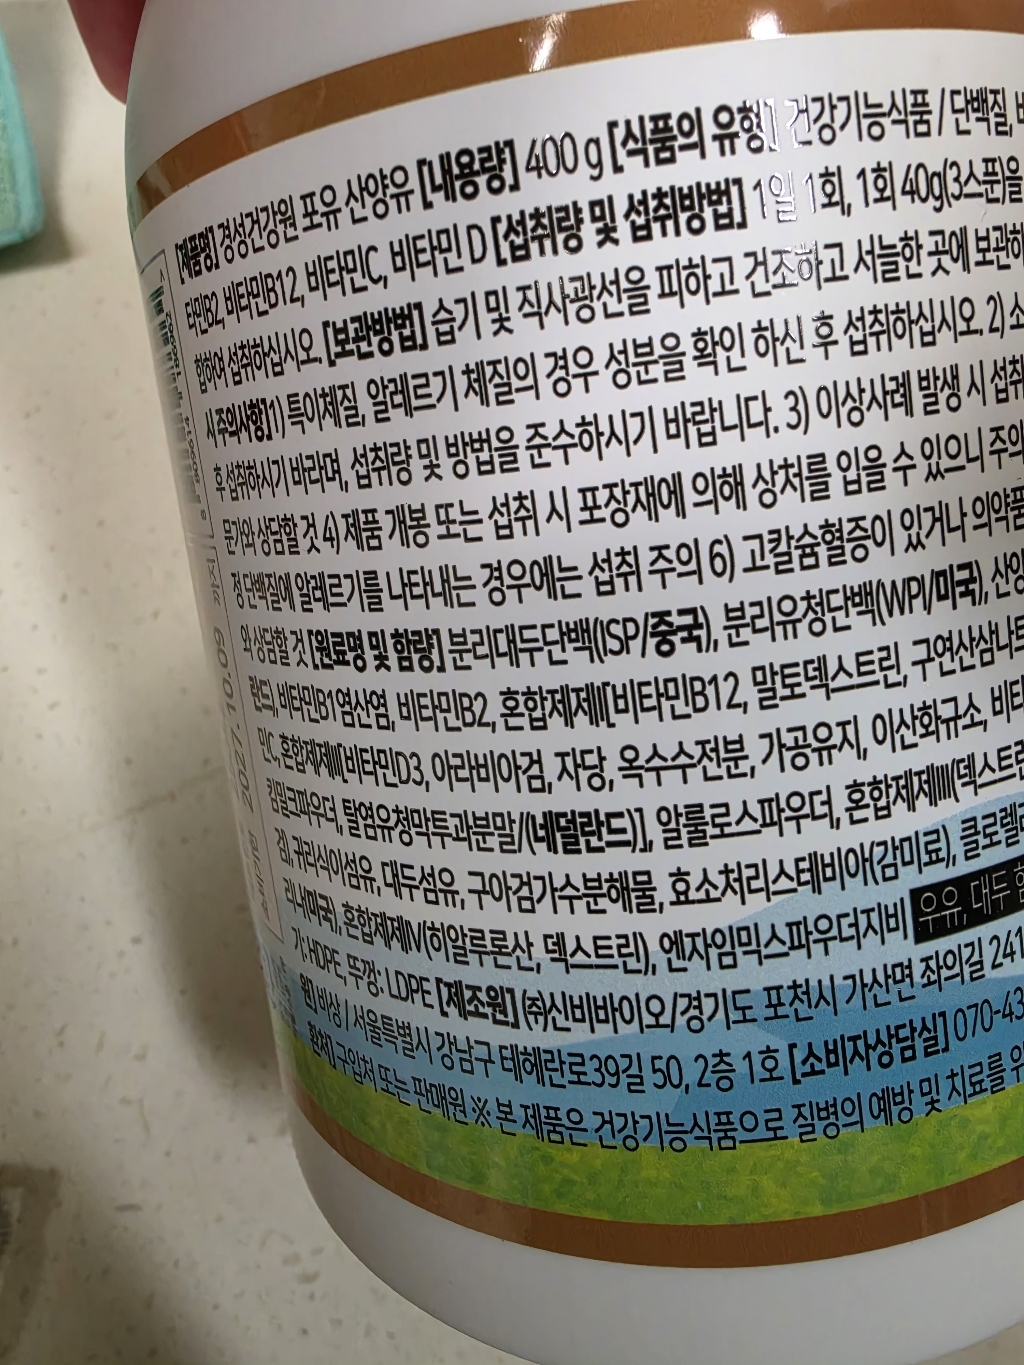 [제품명] 경성건강원 포유 산양유 [내용량] 400 g [식품의 유형] 건강기능식품 / 단백질,
타민B2, 비타민B12, 비타민C, 비타민 D [섭취량 및 섭취방법] 1일 1회, 1회 40g(3스푼)을
합하여 섭취하십시오. [보관방법] 습기 및 직사광선을 피하고 건조하고 서늘한 곳에 보관하
시 주의사항] 1) 특이체질, 알레르기 체질의 경우 성분을 확인 하신 후 섭취하십시오. 2)
후 섭취하시기 바라며, 섭취량 및 방법을 준수하시기 바랍니다. 3) 이상사례 발생 시 섭취
문가와 상담할 것 4) 제품 개봉 또는 섭취 시 포장재에 의해 상처를 입을 수 있으니 주의
정 단백질에 알레르기를 나타내는 경우에는 섭취 주의 6) 고칼슘혈증이 있거나 의약품
와 상담할 것 [원료명 및 함량] 분리대두단백(ISP/중국), 분리유청단백(WPI/미국), 산양
란드), 비타민B1염산염, 비타민B2, 혼합제제I[비타민B12, 말토덱스트린, 구연산삼나트
민C, 혼합제제II[비타민D3, 아라비아검, 자당, 옥수수전분, 가공유지, 이산화규소, 비타
킴밀크파우더, 탈염유청막투과분말/(네덜란드)], 알룰로스파우더, 혼합제제III(덱스트린
검), 귀리식이섬유, 대두섬유, 구아검가수분해물, 효소처리스테비아(감미료), 클로렐라
미국), 혼합제제IV(히알루론산, 덱스트린), 엔자임믹스파우더지비 우유, 대두
기: HDPE, 뚜껑: LDPE [제조원] ㈜신비바이오/경기도 포천시 가산면 좌의길 241
원] 비상 / 서울특별시 강남구 테헤란로39길 50, 2층 1호 [소비자상담실] 070-43
환처] 구입처 또는 판매원 ※ 본 제품은 건강기능식품으로 질병의 예방 및 치료를 위
2027. 10. 09 까지